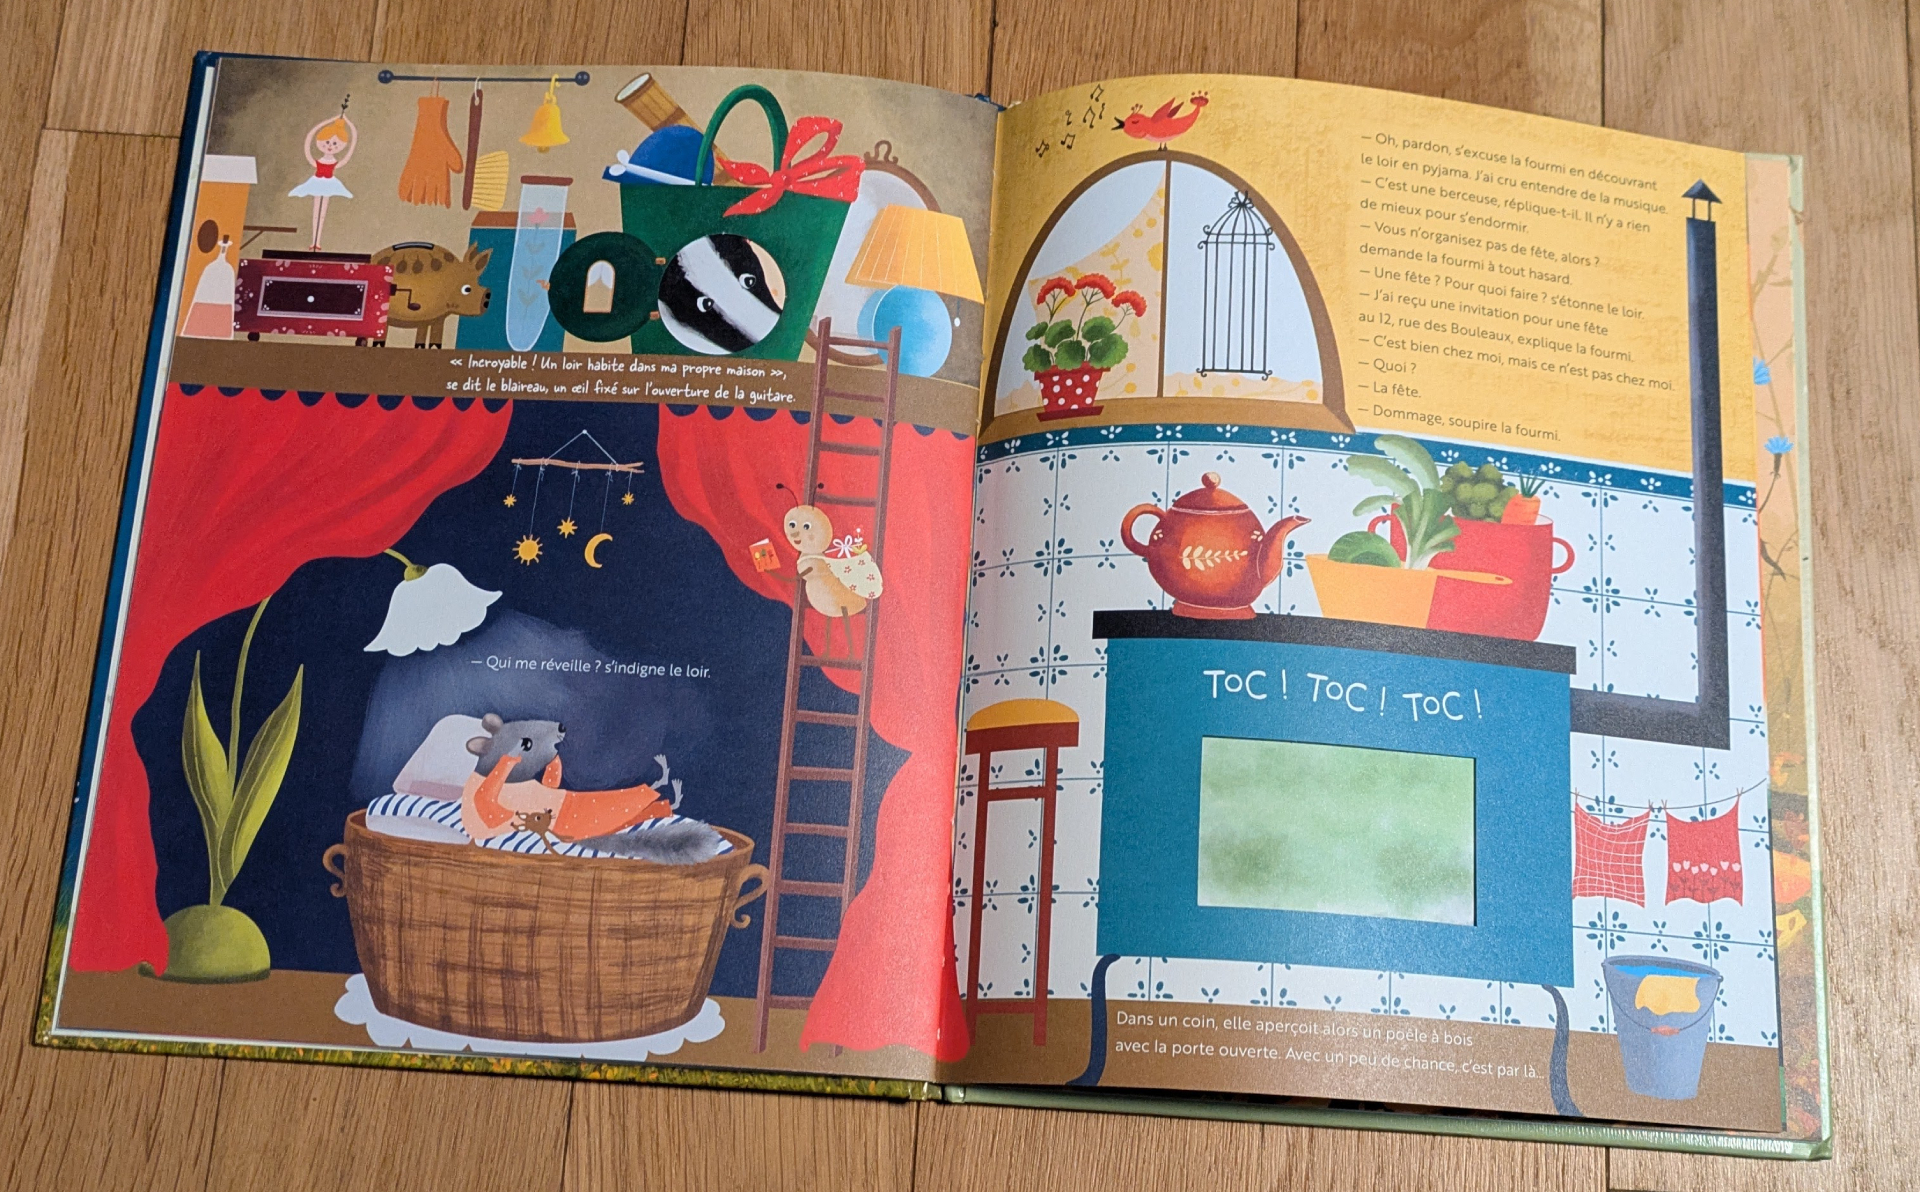 « Incroyable ! Un loir habite dans ma propre maison »,
se dit le blaireau, un œil fixé sur l'ouverture de la guitare.
— Qui me réveille ? s'indigne le loir.
— Oh, pardon, s'excuse la fourmi en découvrant
le loir en pyjama. J'ai cru entendre de la musique.
— C'est une berceuse, réplique-t-il. Il n'y a rien
de mieux pour s'endormir.
— Vous n'organisez pas de fête, alors ?
demande la fourmi à tout hasard.
— Une fête ? Pour quoi faire ? s'étonne le loir.
— J'ai reçu une invitation pour une fête
au 12, rue des Bouleaux, explique la fourmi.
— C'est bien chez moi, mais ce n'est pas chez moi.
— Quoi ?
— La fête.
— Dommage, soupire la fourmi.
TOC ! TOC ! TOC !
Dans un coin, elle aperçoit alors un poêle à bois
avec la porte ouverte. Avec un peu de chance, c'est par là...